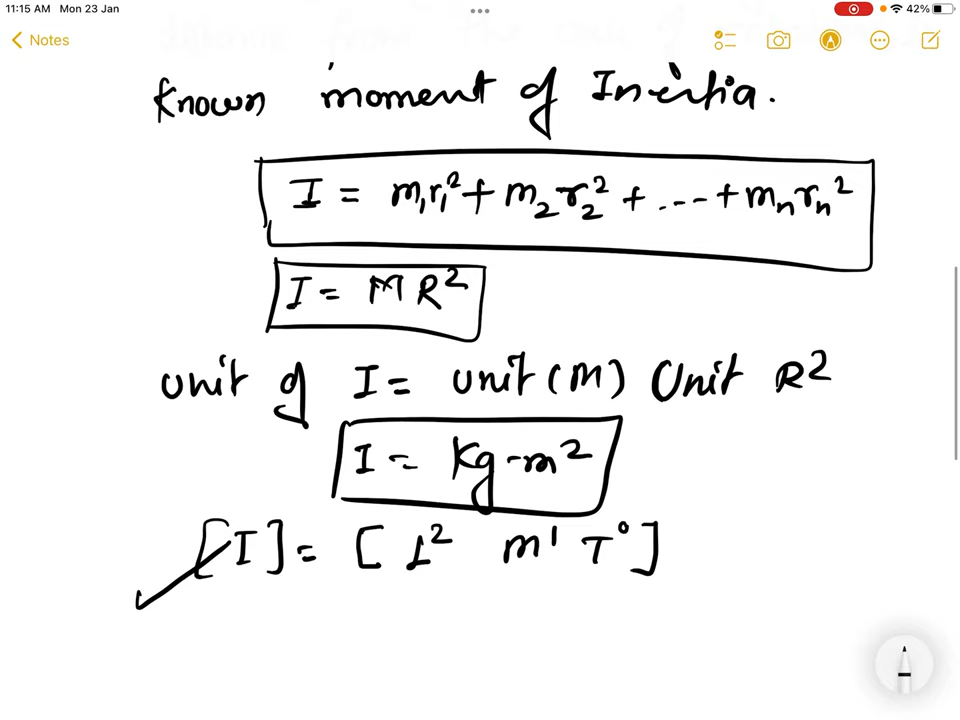 11:15 AM Mon 23 Jan
42%
Notes
Known moment of Inertia.
I = m₁r₁² + m₂r₂² + ... + mₙrₙ²
I = MR²
unit of I = unit (M) Unit R²
I = Kg-m²
[I] = [L² m¹ T⁰]